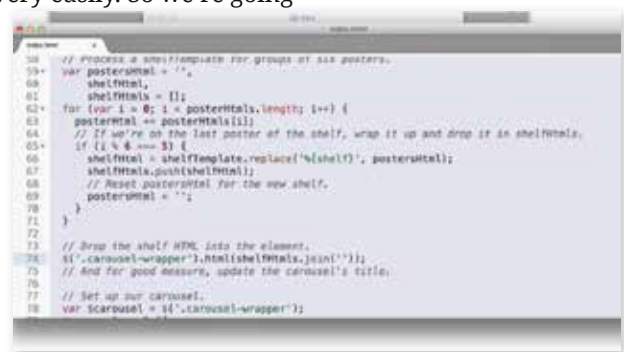 very easily. So we're going
index.html
58 // Process a shelfTemplate for groups of six posters.
59 var postersHtml = '',
60 shelfHtml,
61 shelfHtmls = [];
62 for (var i = 0; i < posterHtmls.length; i++) {
63 postersHtml += posterHtmls[i];
64 // If we're on the last poster of the shelf, wrap it up and drop it in shelfHtmls.
65 if (i % 6 === 5) {
66 shelfHtml = shelfTemplate.replace('%{shelf}', postersHtml);
67 shelfHtmls.push(shelfHtml);
68 // Reset postersHtml for the new shelf.
69 postersHtml = '';
70 }
71 }
72
73 // Drop the shelf HTML into the element.
74 $('.carousel-wrapper').html(shelfHtmls.join(''));
75 // And for good measure, update the carousel's title.
76
77 // Set up our carousel.
78 var $carousel = $('.carousel-wrapper');